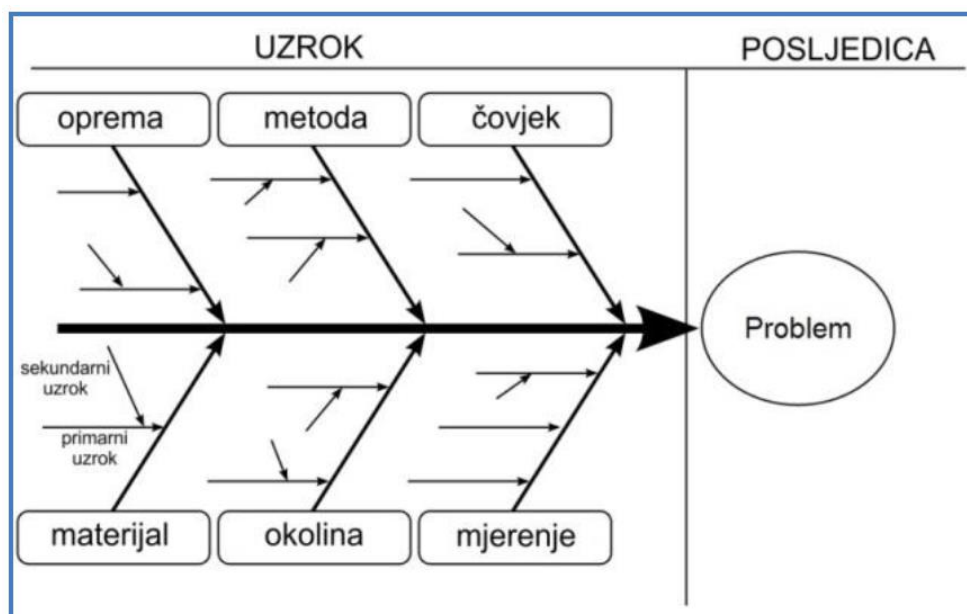 UZROK
POSLJEDICA
oprema
metoda
čovjek
Problem
sekundarni
uzrok
primarni
uzrok
materijal
okolina
mjerenje